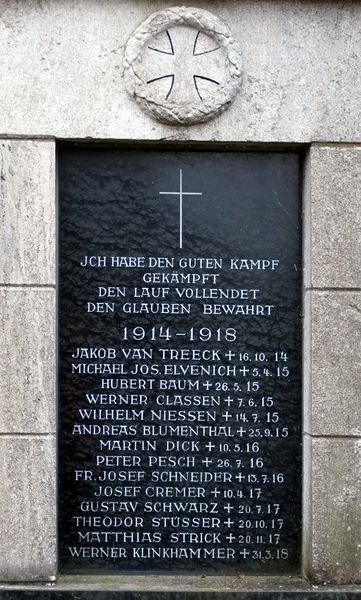 JCH HABE DEN GUTEN KAMPF
GEKÄMPFT
DEN LAUF VOLLENDET
DEN GLAUBEN BEWAHRT
1914-1918
JAKOB VAN TREECK + 16.10.14
MICHAEL JOS. ELVENICH + 5.4.15
HUBERT BAUM + 26.5.15
WERNER CLASSEN + 7.6.15
WILHELM NIESSEN + 14.7.15
ANDREAS BLUMENTHAL + 25.9.15
MARTIN DICK + 10.5.16
PETER PESCH + 26.7.16
FR. JOSEF SCHNEIDER + 13.7.16
JOSEF CREMER + 10.4.17
GUSTAV SCHWARZ + 20.7.17
THEODOR STÜSSER + 20.10.17
MATTHIAS STRICK + 20.11.17
WERNER KLINKHAMMER + 31.3.18